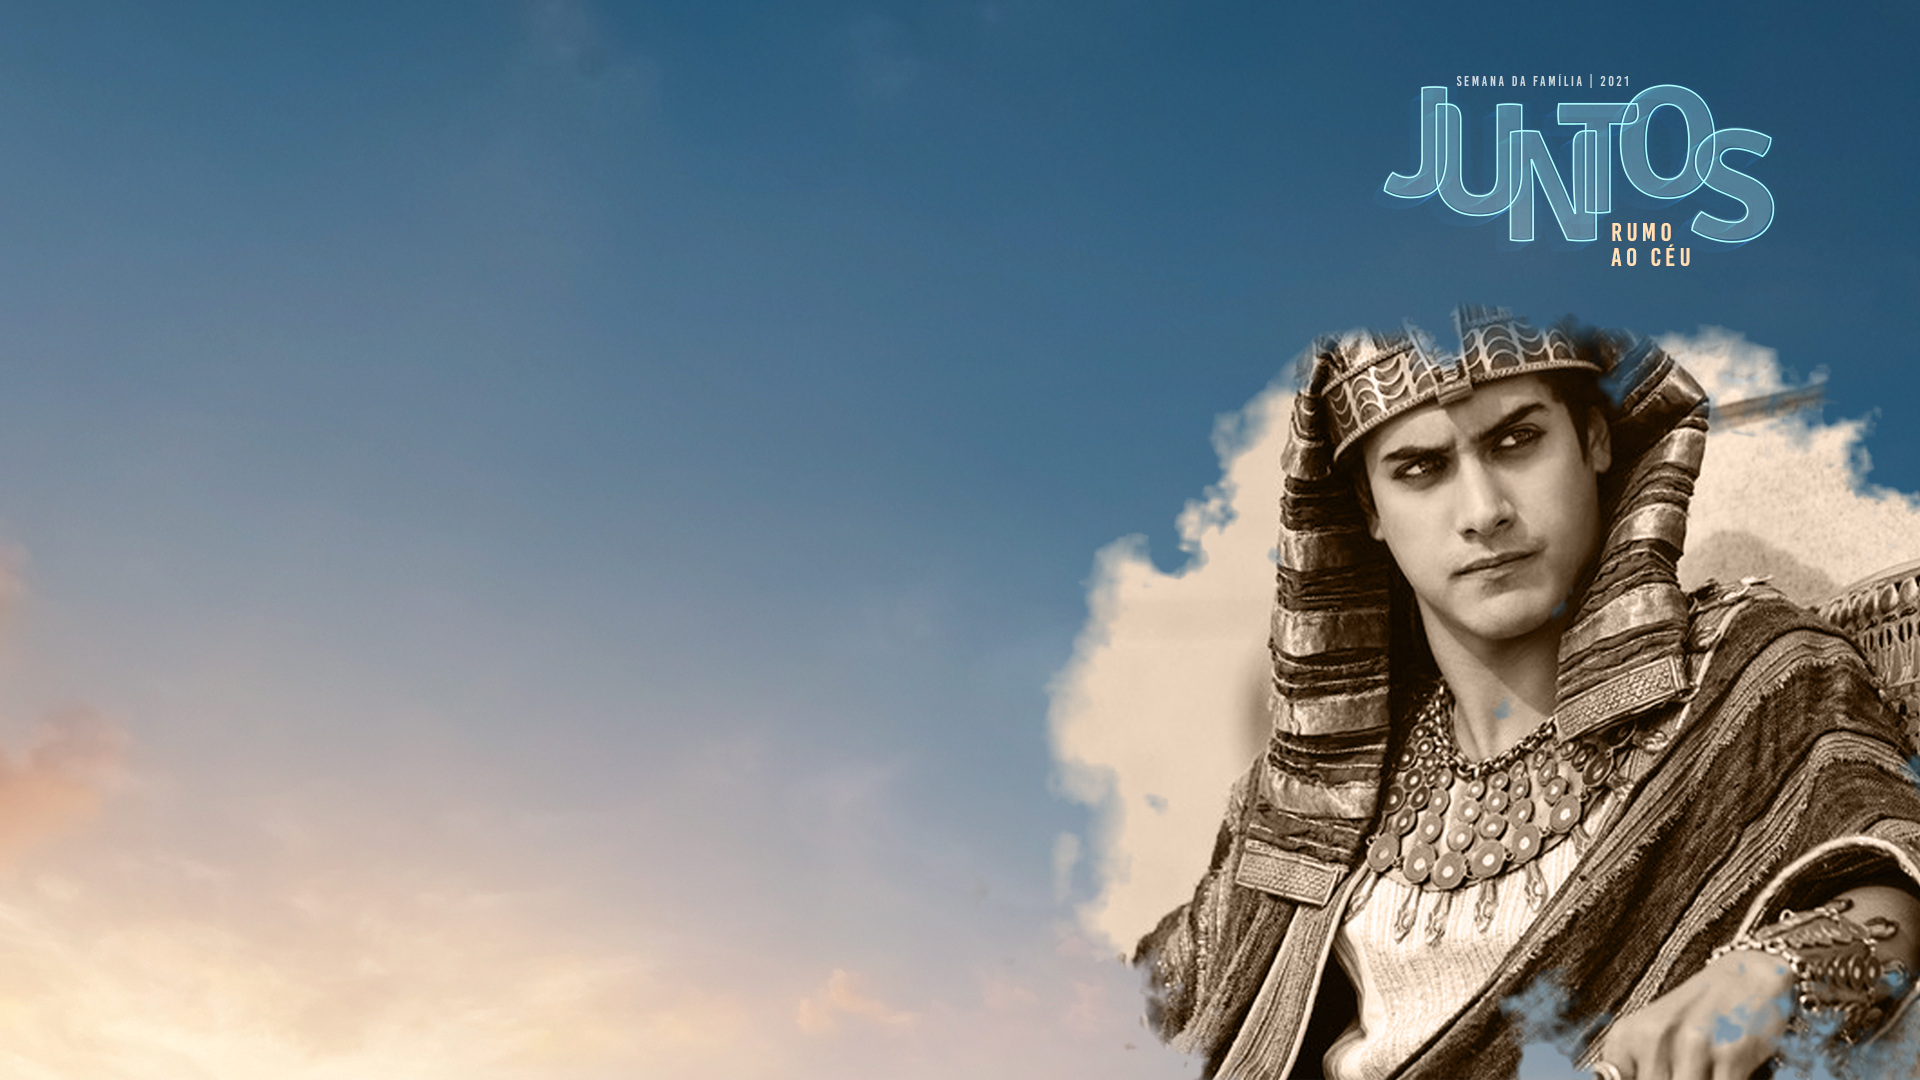 SEMANA DA FAMÍLIA | 2021
JUNTOS
RUMO
AO CÉU